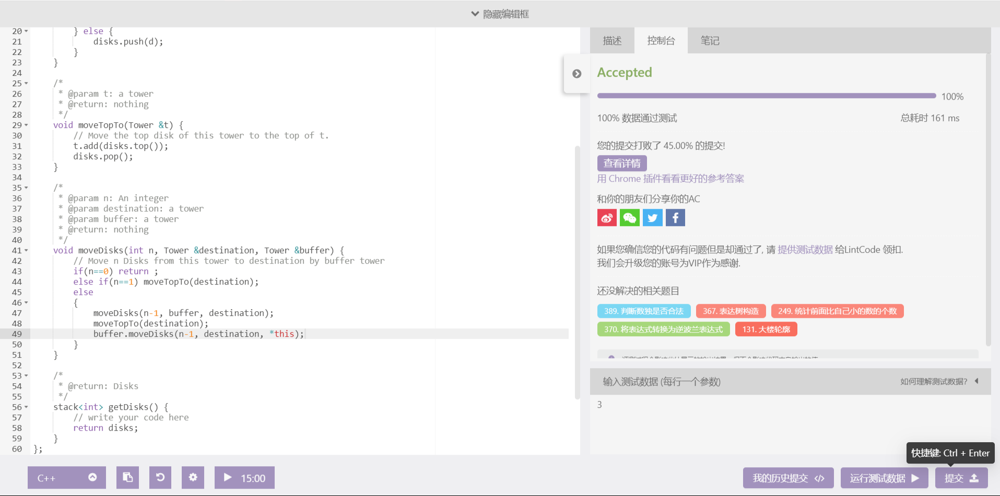 隐藏编辑框
20 } else {
21 disks.push(d);
22 }
23 }
24
25 /*
26 * @param t: a tower
27 * @return: nothing
28 */
29 void moveTopTo(Tower &t) {
30 // Move the top disk of this tower to the top of t.
31 t.add(disks.top());
32 disks.pop();
33 }
34
35 /*
36 * @param n: An integer
37 * @param destination: a tower
38 * @param buffer: a tower
39 * @return: nothing
40 */
41 void moveDisks(int n, Tower &destination, Tower &buffer) {
42 // Move n Disks from this tower to destination by buffer tower
43 if(n==0) return ;
44 else if(n==1) moveTopTo(destination);
45 else
46 {
47 moveDisks(n-1, buffer, destination);
48 moveTopTo(destination);
49 buffer.moveDisks(n-1, destination, *this);
50 }
51 }
52
53 /*
54 * @return: Disks
55 */
56 stack<int> getDisks() {
57 // write your code here
58 return disks;
59 }
60 };
描述 控制台 笔记
Accepted
100%
100% 数据通过测试 总耗时 161 ms
您的提交打败了 45.00% 的提交!
查看详情
用 Chrome 插件看看更好的参考答案
和你的朋友们分享你的AC
如果您确信您的代码有问题但是却通过了, 请 提供测试数据 给LintCode 领扣.
我们会升级您的账号为VIP作为感谢.
还没解决的相关题目
389. 判断数独是否合法 367. 表达树构造 249. 统计前面比自己小的数的个数
370. 将表达式转换为逆波兰表达式 131. 大楼轮廓
输入测试数据 (每行一个参数) 如何理解测试数据?
3
快捷键: Ctrl + Enter
C++ 15:00 我的历史提交 </> 运行测试数据 提交